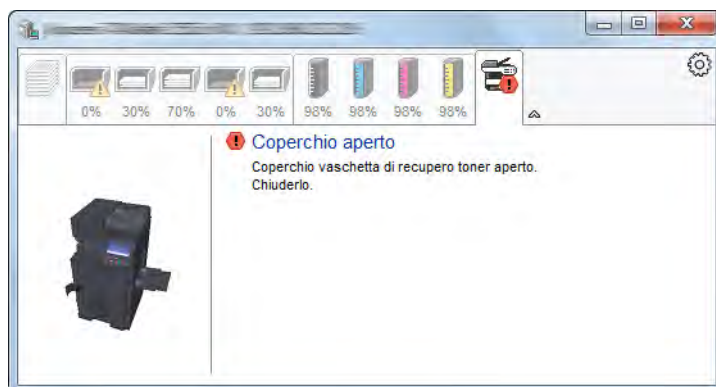 0% 30% 70% 0% 30% 98% 98% 98% 98%
Coperchio aperto
Coperchio vaschetta di recupero toner aperto.
Chiuderlo.